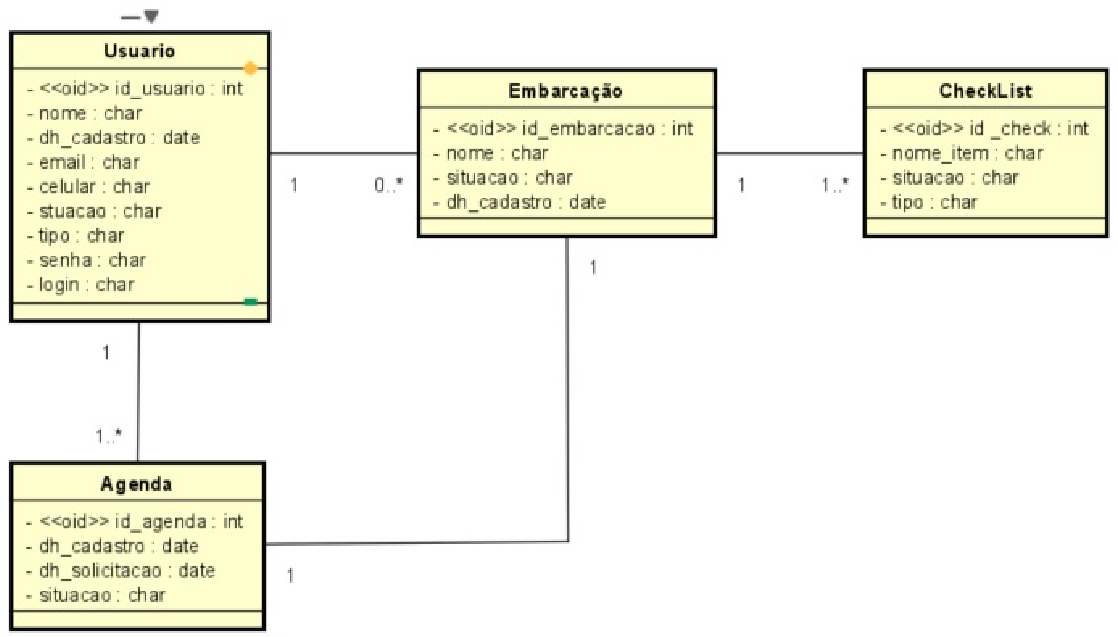 Usuario
- <<oid>> id_usuario : int
- nome : char
- dh_cadastro : date
- email : char
- celular : char
- stuacao : char
- tipo : char
- senha : char
- login : char
1
0..*
Embarcação
- <<oid>> id_embarcacao : int
- nome : char
- situacao : char
- dh_cadastro : date
1
1..*
CheckList
- <<oid>> id _check : int
- nome_item : char
- situacao : char
- tipo : char
1
1
1..*
Agenda
- <<oid>> id_agenda : int
- dh_cadastro : date
- dh_solicitacao : date
- situacao : char
1